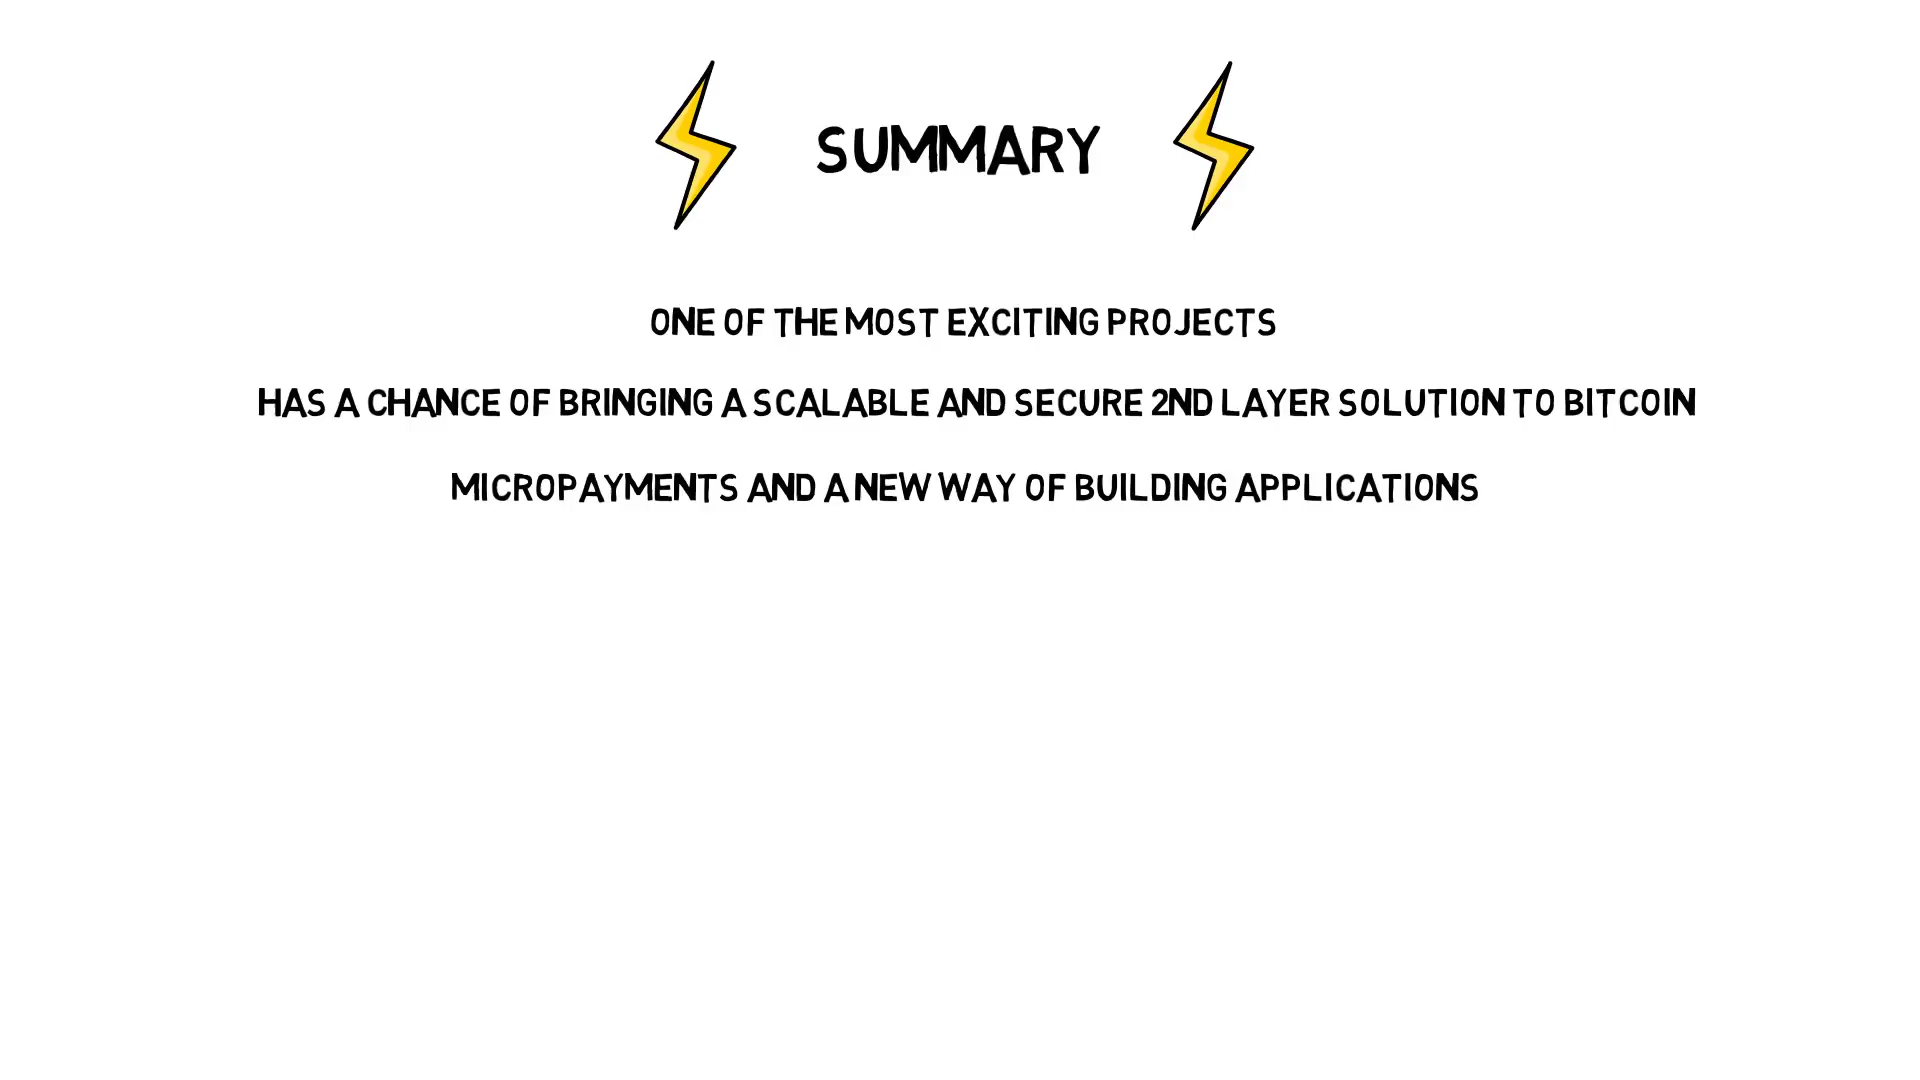 SUMMARY
ONE OF THE MOST EXCITING PROJECTS
HAS A CHANCE OF BRINGING A SCALABLE AND SECURE 2ND LAYER SOLUTION TO BITCOIN
MICROPAYMENTS AND A NEW WAY OF BUILDING APPLICATIONS